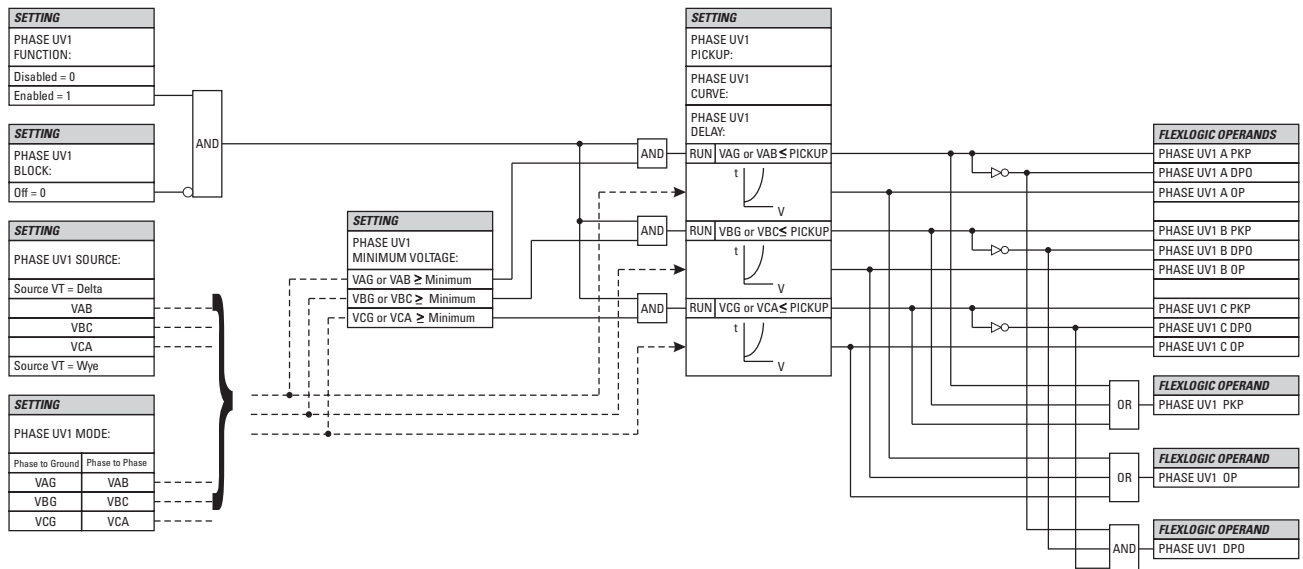 SETTING
PHASE UV1
FUNCTION:
Disabled = 0
Enabled = 1
SETTING
PHASE UV1
BLOCK:
Off = 0
AND
SETTING
PHASE UV1 SOURCE:
Source VT = Delta
VAB
VBC
VCA
Source VT = Wye
SETTING
PHASE UV1 MODE:
Phase to Ground Phase to Phase
VAG VAB
VBG VBC
VCG VCA
SETTING
PHASE UV1
MINIMUM VOLTAGE:
VAG or VAB ≥ Minimum
VBG or VBC ≥ Minimum
VCG or VCA ≥ Minimum
AND
AND
AND
SETTING
PHASE UV1
PICKUP:
PHASE UV1
CURVE:
PHASE UV1
DELAY:
RUN VAG or VAB ≤ PICKUP
t
V
RUN VBG or VBC ≤ PICKUP
t
V
RUN VCG or VCA ≤ PICKUP
t
V
FLEXLOGIC OPERANDS
PHASE UV1 A PKP
PHASE UV1 A DPO
PHASE UV1 A OP
PHASE UV1 B PKP
PHASE UV1 B DPO
PHASE UV1 B OP
PHASE UV1 C PKP
PHASE UV1 C DPO
PHASE UV1 C OP
OR
FLEXLOGIC OPERAND
PHASE UV1 PKP
OR
FLEXLOGIC OPERAND
PHASE UV1 OP
AND
FLEXLOGIC OPERAND
PHASE UV1 DPO